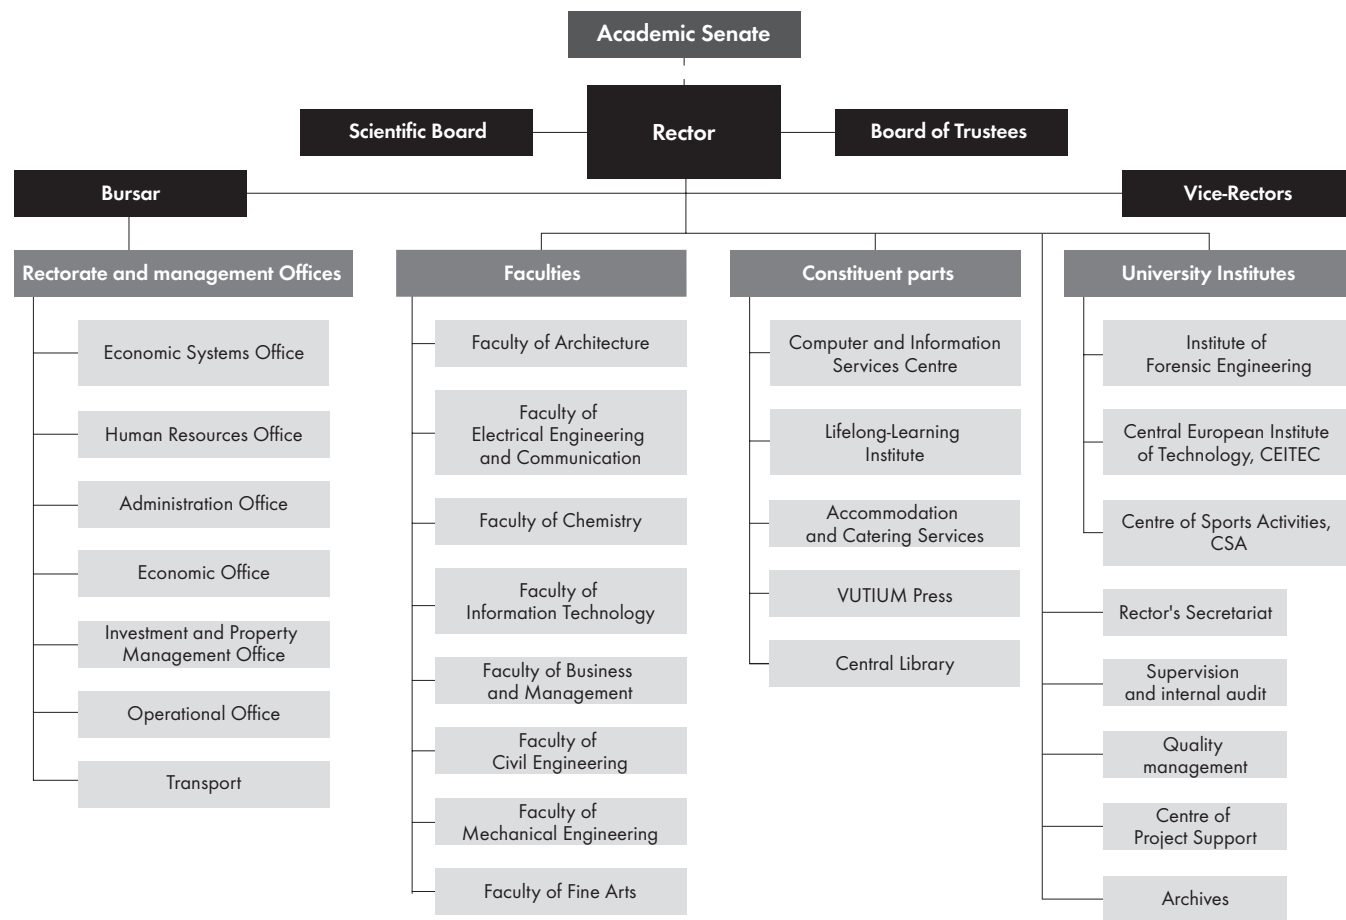 Academic Senate
Scientific Board
Rector
Board of Trustees
Bursar
Vice-Rectors
Rectorate and management Offices
Economic Systems Office
Human Resources Office
Administration Office
Economic Office
Investment and Property
Management Office
Operational Office
Transport
Faculties
Faculty of Architecture
Faculty of
Electrical Engineering
and Communication
Faculty of Chemistry
Faculty of
Information Technology
Faculty of Business
and Management
Faculty of
Civil Engineering
Faculty of
Mechanical Engineering
Faculty of Fine Arts
Constituent parts
Computer and Information
Services Centre
Lifelong-Learning
Institute
Accommodation
and Catering Services
VUTIUM Press
Central Library
University Institutes
Institute of
Forensic Engineering
Central European Institute
of Technology, CEITEC
Centre of Sports Activities,
CSA
Rector's Secretariat
Supervision
and internal audit
Quality
management
Centre of
Project Support
Archives